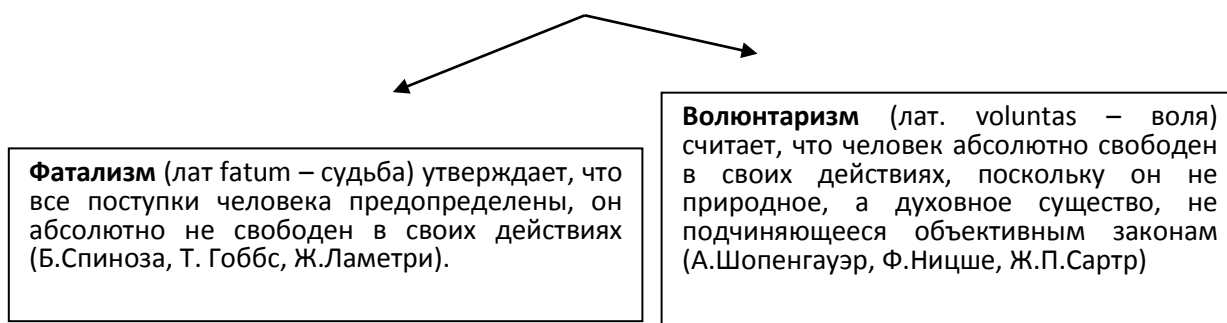 Фатализм (лат fatum – судьба) утверждает, что
все поступки человека предопределены, он
абсолютно не свободен в своих действиях
(Б.Спиноза, Т. Гоббс, Ж.Ламетри).
Волюнтаризм (лат. voluntas – воля)
считает, что человек абсолютно свободен
в своих действиях, поскольку он не
природное, а духовное существо, не
подчиняющееся объективным законам
(А.Шопенгауэр, Ф.Ницше, Ж.П.Сартр)